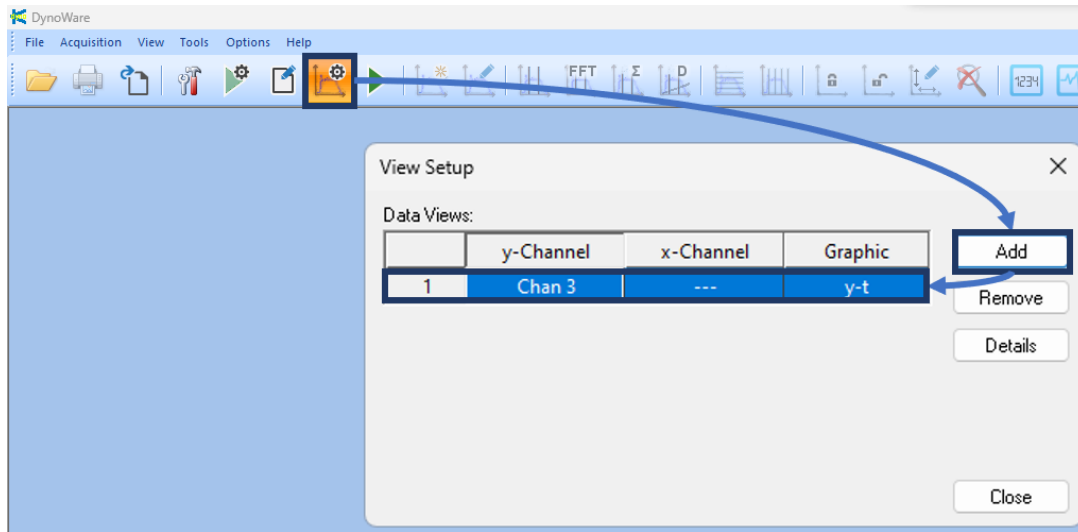 DynoWare
File Acquisition View Tools Options Help
FFT Σ D 1234
View Setup
Data Views:
y-Channel x-Channel Graphic Add
1 Chan 3 --- y-t
Remove
Details
Close